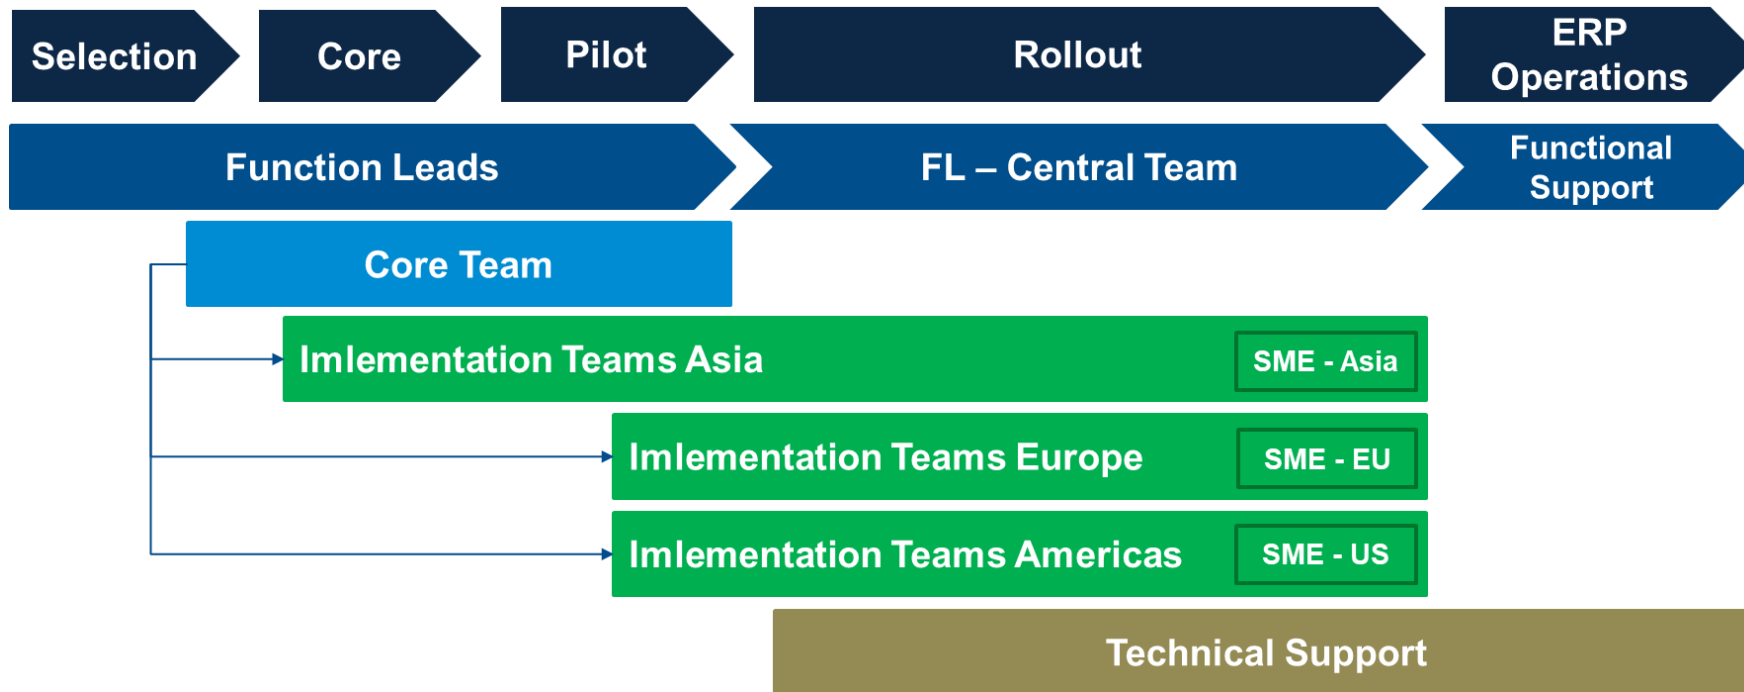 Selection
Core
Pilot
Rollout
ERP
Operations
Function Leads
FL – Central Team
Functional
Support
Core Team
Imlementation Teams Asia
SME - Asia
Imlementation Teams Europe
SME - EU
Imlementation Teams Americas
SME - US
Technical Support